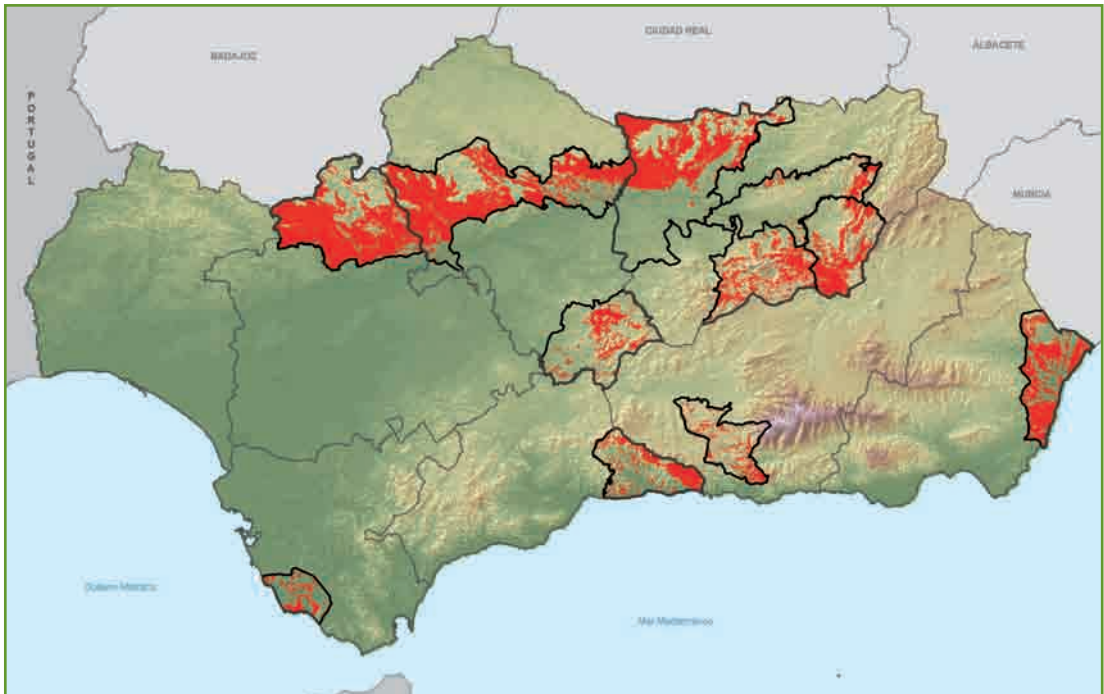 CIUDAD REAL
ALBACETE
BADAJOZ
PORTUGAL
MURCIA
Mar Mediterráneo